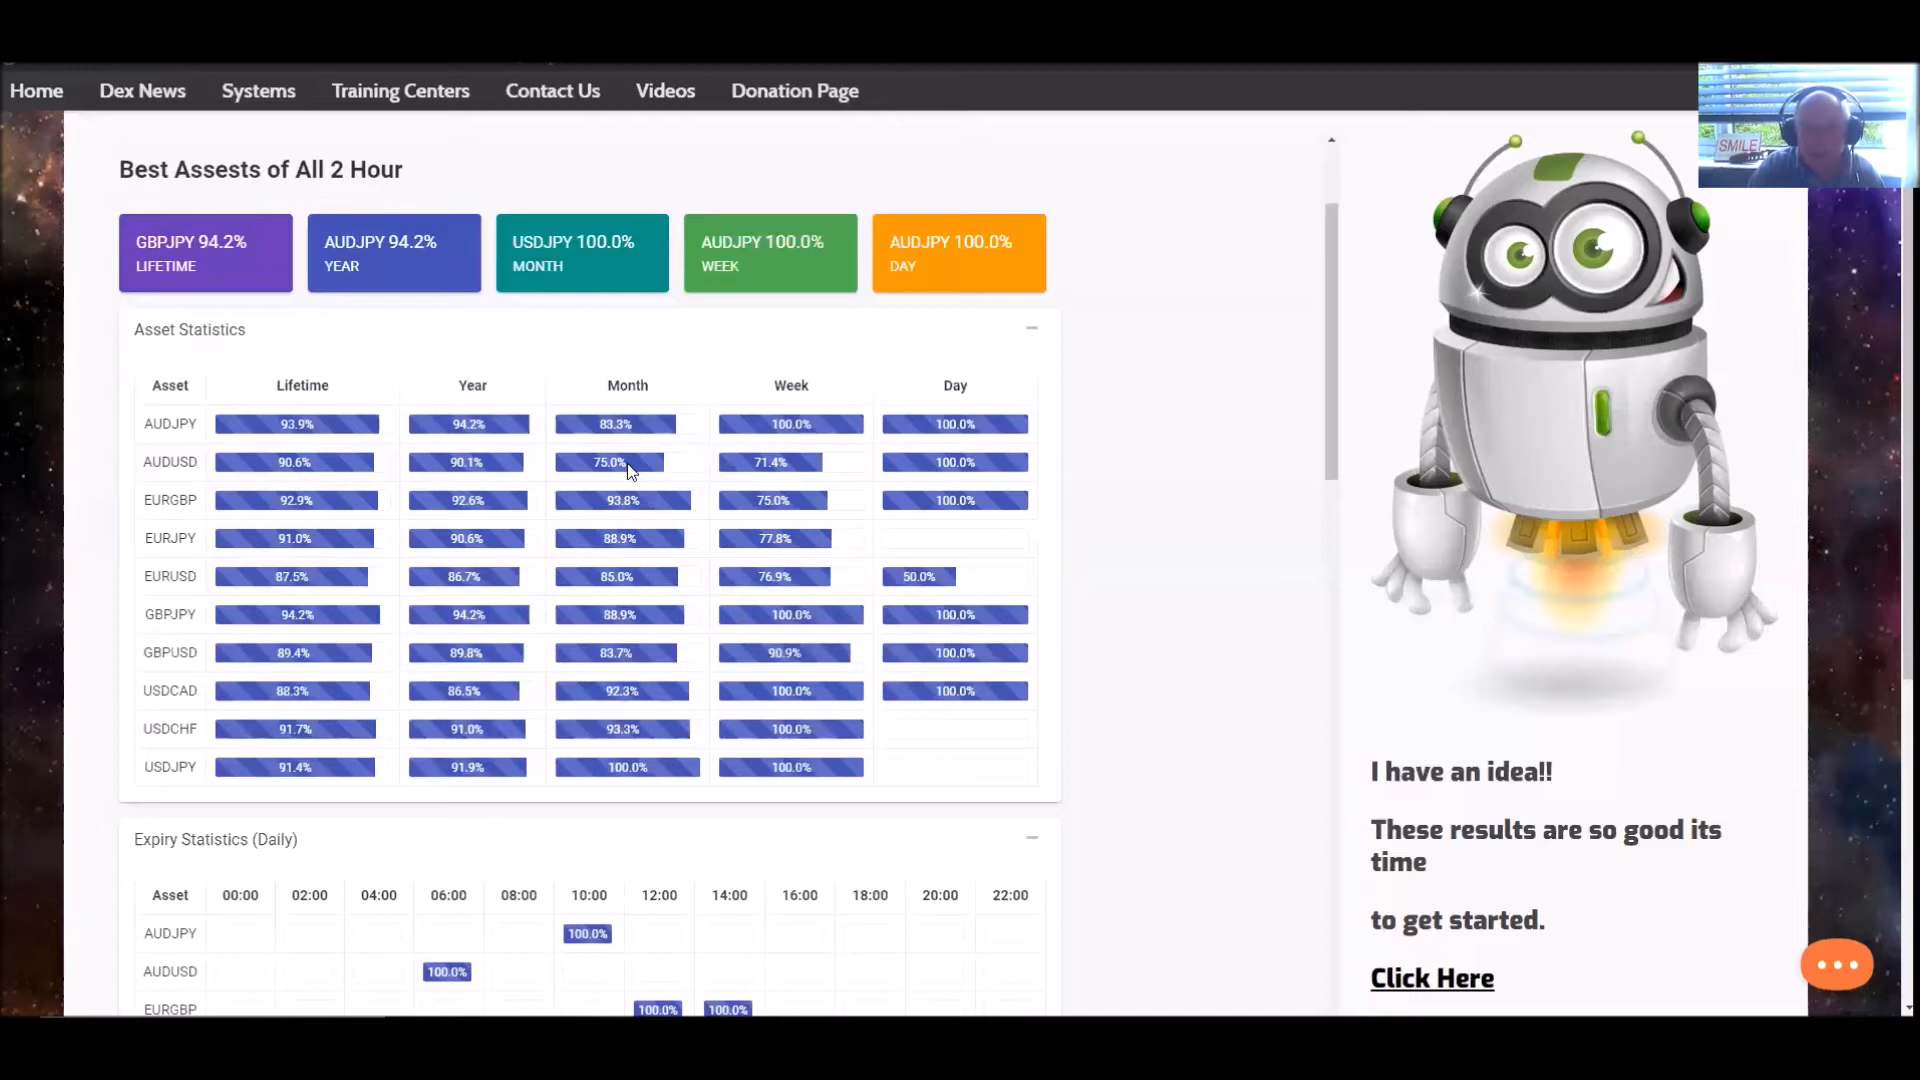 Home Dex News Systems Training Centers Contact Us Videos Donation Page
SMILE
Best Assests of All 2 Hour
GBPJPY 94.2% AUDJPY 94.2% USDJPY 100.0% AUDJPY 100.0% AUDJPY 100.0%
LIFETIME YEAR MONTH WEEK DAY
Asset Statistics
Asset Lifetime Year Month Week Day
AUDJPY 93.9% 94.2% 83.3% 100.0% 100.0%
AUDUSD 90.6% 90.1% 75.0% 71.4% 100.0%
EURGBP 92.9% 92.6% 93.8% 75.0% 100.0%
EURJPY 91.0% 90.6% 88.9% 77.8%
EURUSD 87.5% 86.7% 85.0% 76.9% 50.0%
GBPJPY 94.2% 94.2% 88.9% 100.0% 100.0%
GBPUSD 89.4% 89.8% 83.7% 90.9% 100.0%
USDCAD 88.3% 86.5% 92.3% 100.0% 100.0%
USDCHF 91.7% 91.0% 93.3% 100.0%
USDJPY 91.4% 91.9% 100.0% 100.0%
Expiry Statistics (Daily)
Asset 00:00 02:00 04:00 06:00 08:00 10:00 12:00 14:00 16:00 18:00 20:00 22:00
AUDJPY 100.0%
AUDUSD 100.0%
EURGBP 100.0% 100.0%
I have an idea!!
These results are so good its
time
to get started.
Click Here